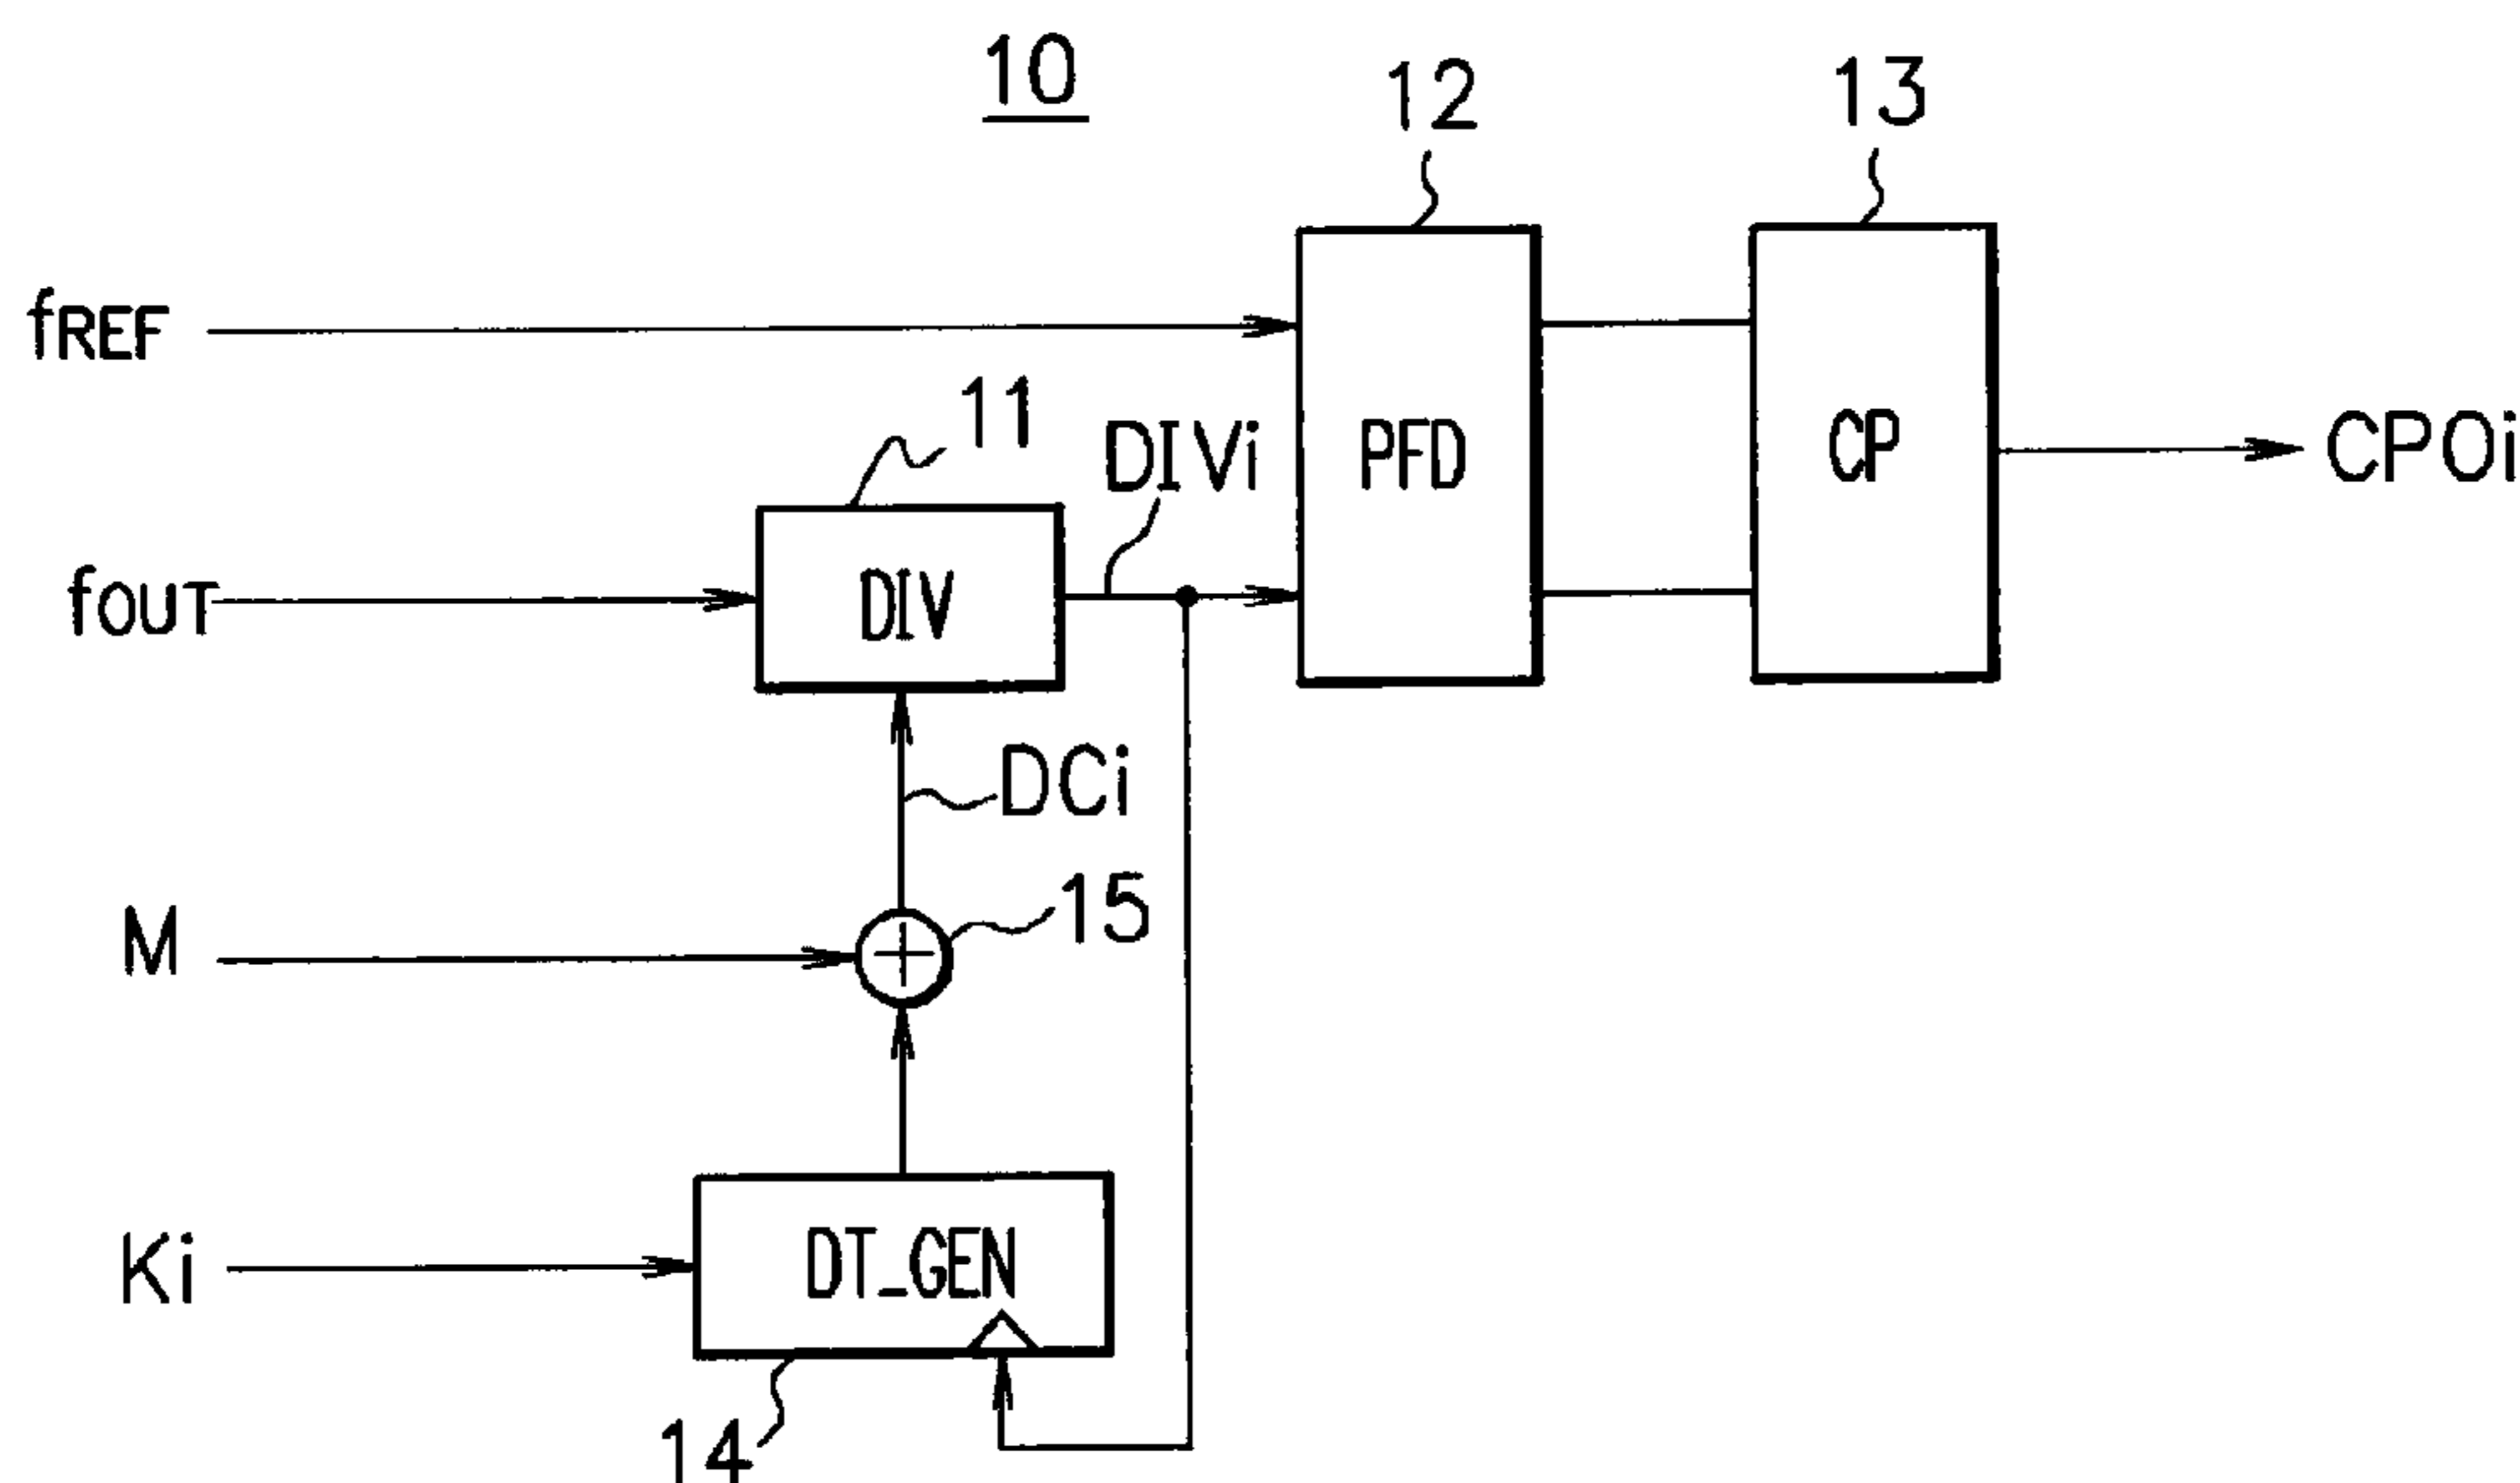 10
12
13
fREF
11
DIVi
PFD
CP
CPOi
fOUT
DIV
DCi
15
M
Ki
DT_GEN
14